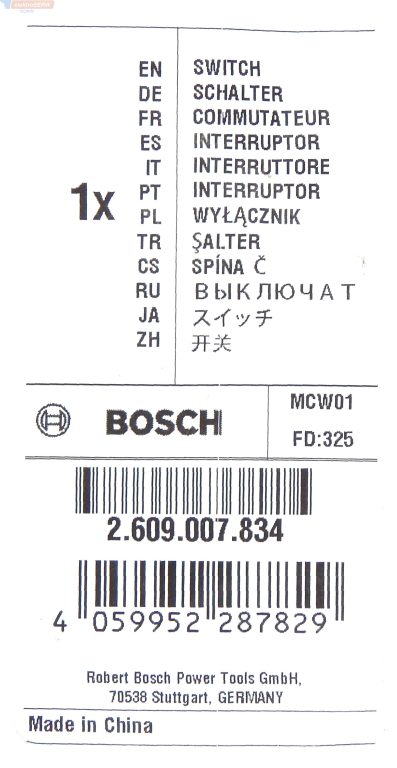 EN SWITCH
DE SCHALTER
FR COMMUTATEUR
ES INTERRUPTOR
IT INTERRUTTORE
1x PT INTERRUPTOR
PL WYŁĄCZNIK
TR ŞALTER
CS SPÍNA Č
RU ВЫКЛЮЧАТ
JA スイッチ
ZH 开关
BOSCH
MCW01
FD:325
2.609.007.834
4 059952 287829
Robert Bosch Power Tools GmbH,
70538 Stuttgart, GERMANY
Made in China